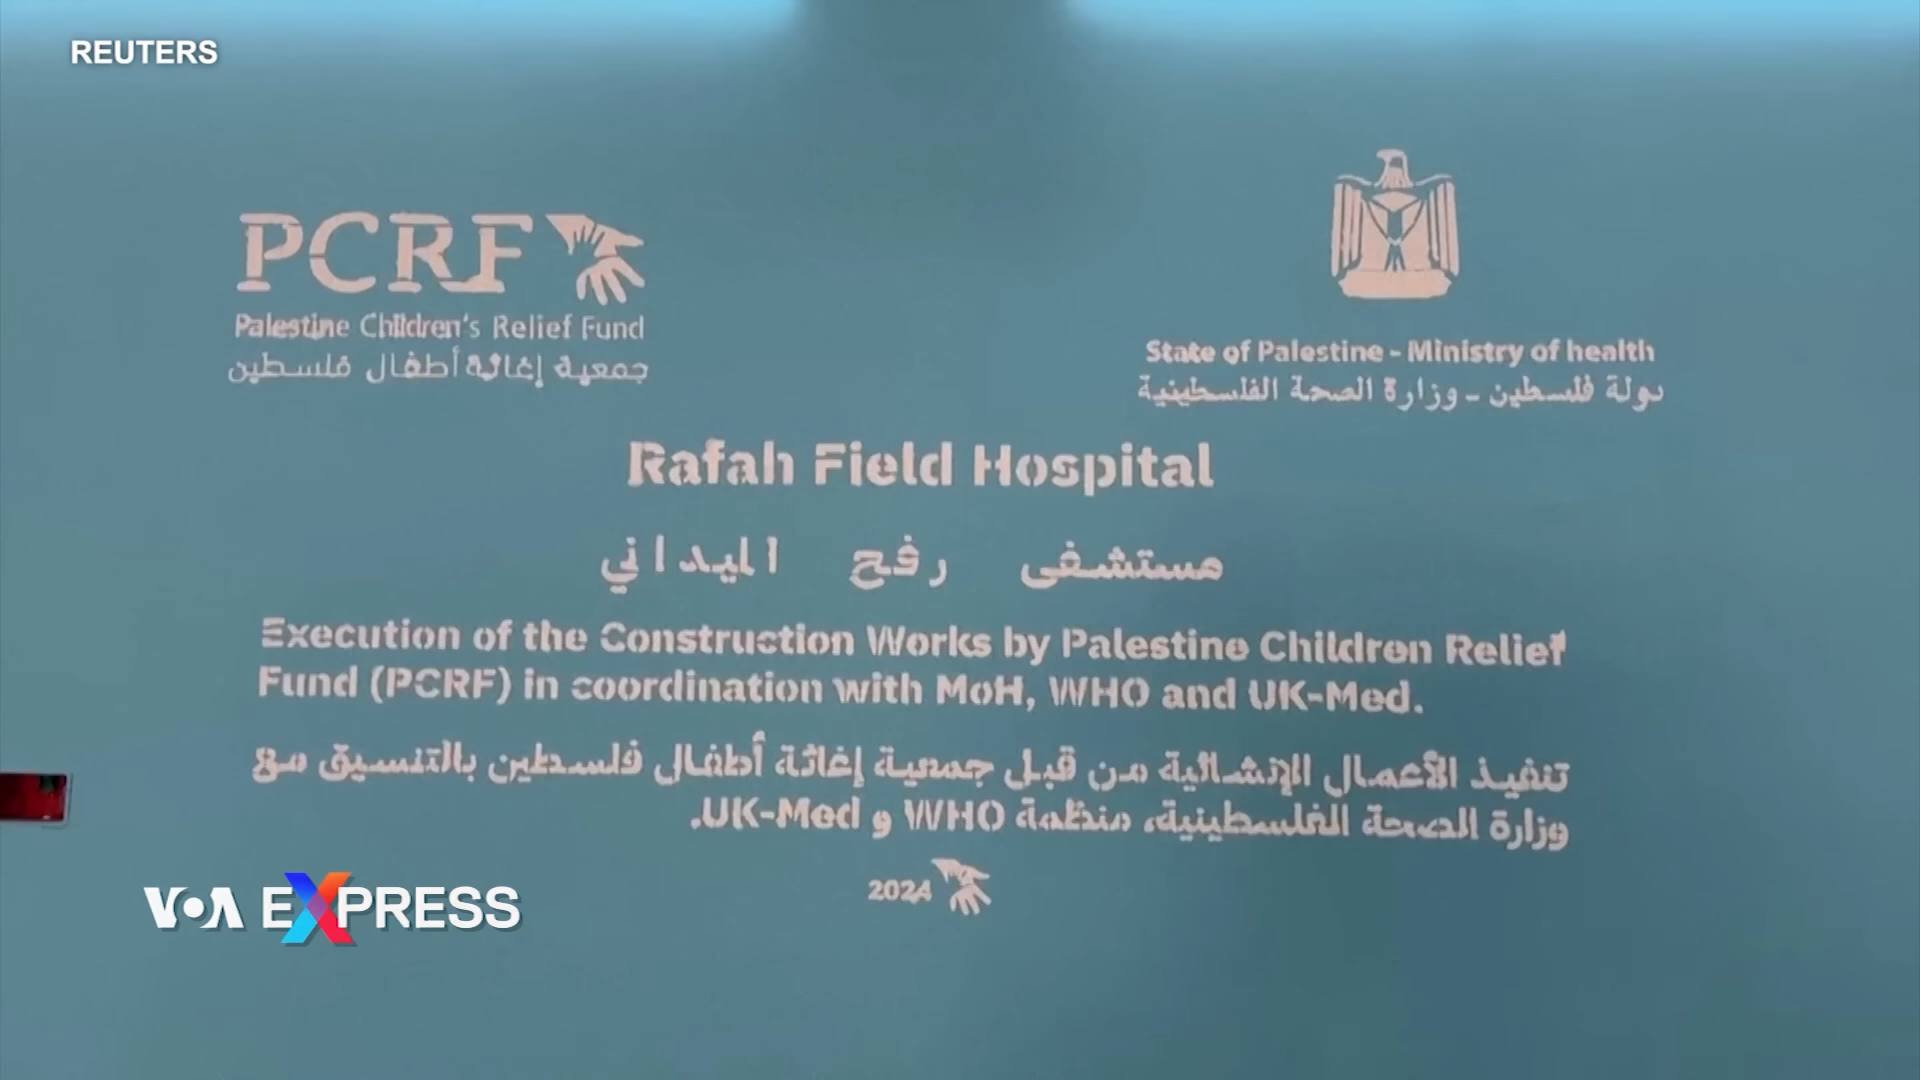 REUTERS
PCRF
Palestine Children's Relief Fund
جمعية إغاثة أطفال فلسطين
State of Palestine - Ministry of health
دولة فلسطين - وزارة الصحة الفلسطينية
Rafah Field Hospital
مستشفى رفح الميداني
Execution of the Construction Works by Palestine Children Relief
Fund (PCRF) in coordination with MoH, WHO and UK-Med.
تنفيذ الأعمال الإنشائية من قبل جمعية إغاثة أطفال فلسطين بالتنسيق مع
وزارة الصحة الفلسطينية، منظمة WHO و UK-Med.
2024
VOA EXPRESS